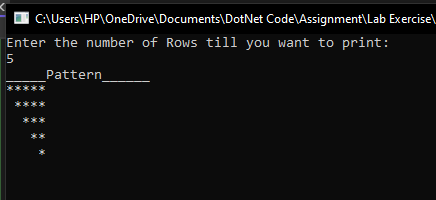 C:\Users\HP\OneDrive\Documents\DotNet Code\Assignment\Lab Exercise\
Enter the number of Rows till you want to print:
5
_____Pattern______
*****
 ****
  ***
   **
    *